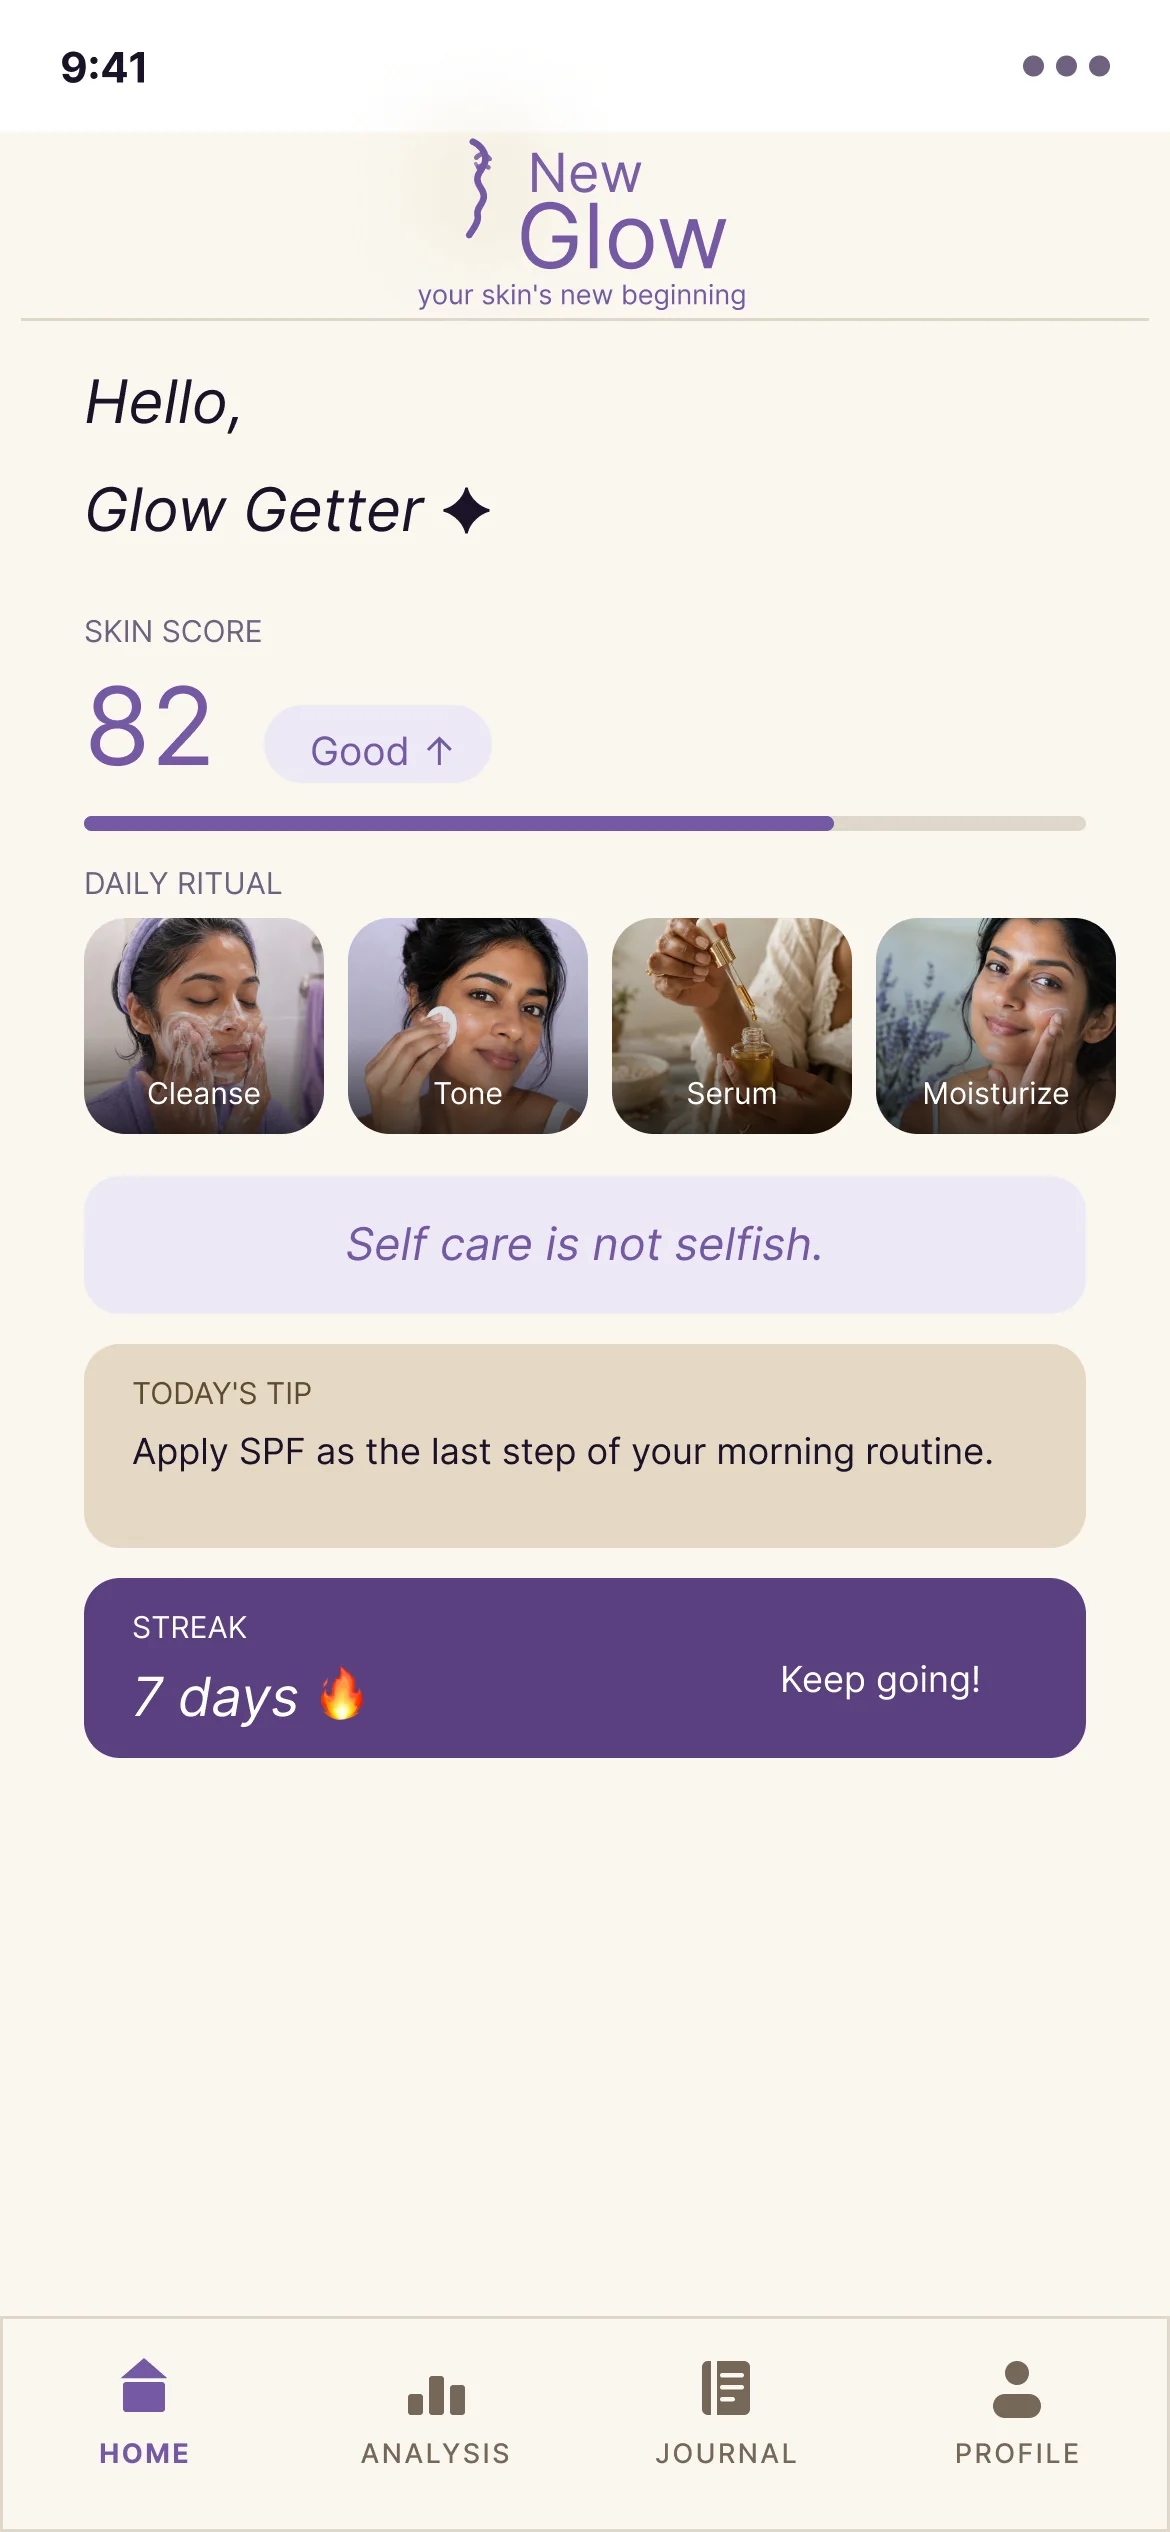 9:41
New
Glow
your skin's new beginning
Hello,
Glow Getter ✦
SKIN SCORE
82
Good ↑
DAILY RITUAL
Cleanse
Tone
Serum
Moisturize
Self care is not selfish.
TODAY'S TIP
Apply SPF as the last step of your morning routine.
STREAK
7 days 🔥
Keep going!
HOME
ANALYSIS
JOURNAL
PROFILE